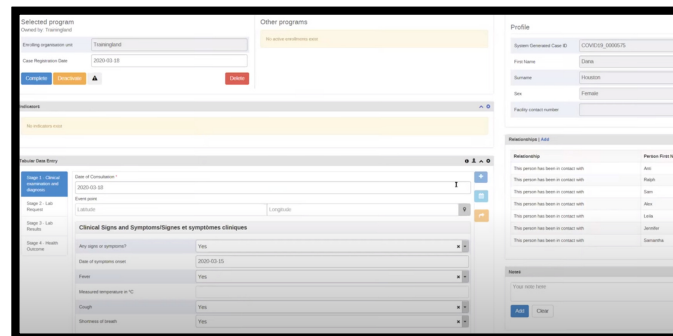 Selected program
Owned by: Trainingland
Enrolling organisation unit
Trainingland
Case Registration Date
2020-03-18
Complete
Deactivate
Delete
Other programs
No active enrollments exist
Indicators
No indicators exist
Tabular Data Entry
Stage 1 - Clinical examination and diagnosis
Stage 2 - Lab Request
Stage 3 - Lab Results
Stage 4 - Health Outcome
Date of Consultation *
2020-03-18
Event point
Latitude
Longitude
Clinical Signs and Symptoms/Signes et symptômes cliniques
Any signs or symptoms?
Yes
Date of symptoms onset
2020-03-15
Fever
Yes
Measured temperature in °C
Cough
Yes
Shortness of breath
Yes
Profile
System Generated Case ID
COVID19_0000575
First Name
Dana
Surname
Houston
Sex
Female
Facility contact number
Relationships | Add
Relationship
Person First N
This person has been in contact with
Ann
This person has been in contact with
Ralph
This person has been in contact with
Sam
This person has been in contact with
Alex
This person has been in contact with
Leila
This person has been in contact with
Jennifer
This person has been in contact with
Samantha
Notes
Your note here
Add
Clear